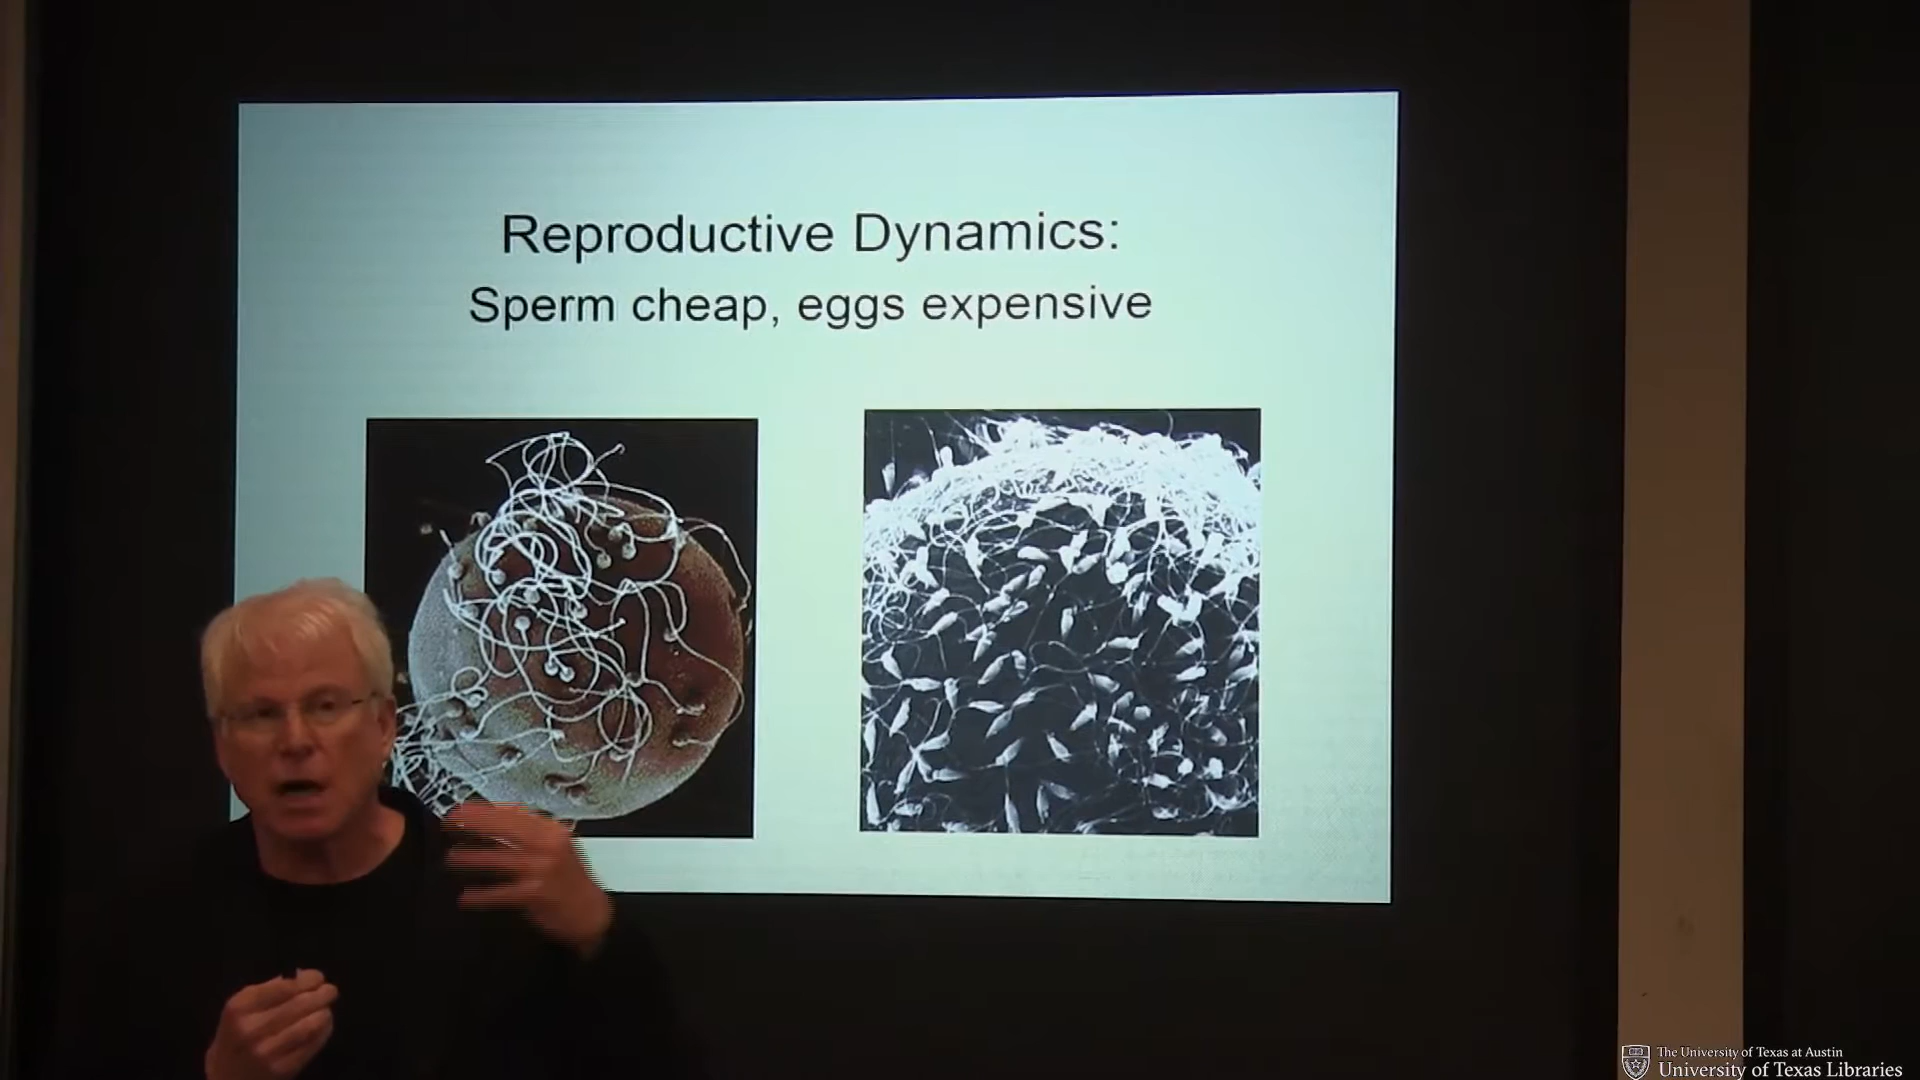 Reproductive Dynamics:
Sperm cheap, eggs expensive
The University of Texas at Austin
University of Texas Libraries